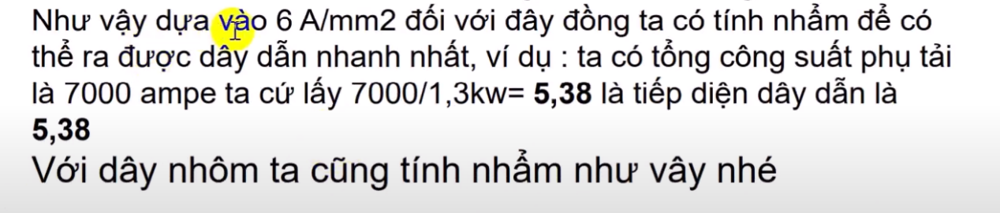 Như vậy dựa vào 6 A/mm2 đối với đây đồng ta có tính nhẩm để có
thể ra được dây dẫn nhanh nhất, ví dụ : ta có tổng công suất phụ tải
là 7000 ampe ta cứ lấy 7000/1,3kw= 5,38 là tiếp diện dây dẫn là
5,38
Với dây nhôm ta cũng tính nhẩm như vây nhé